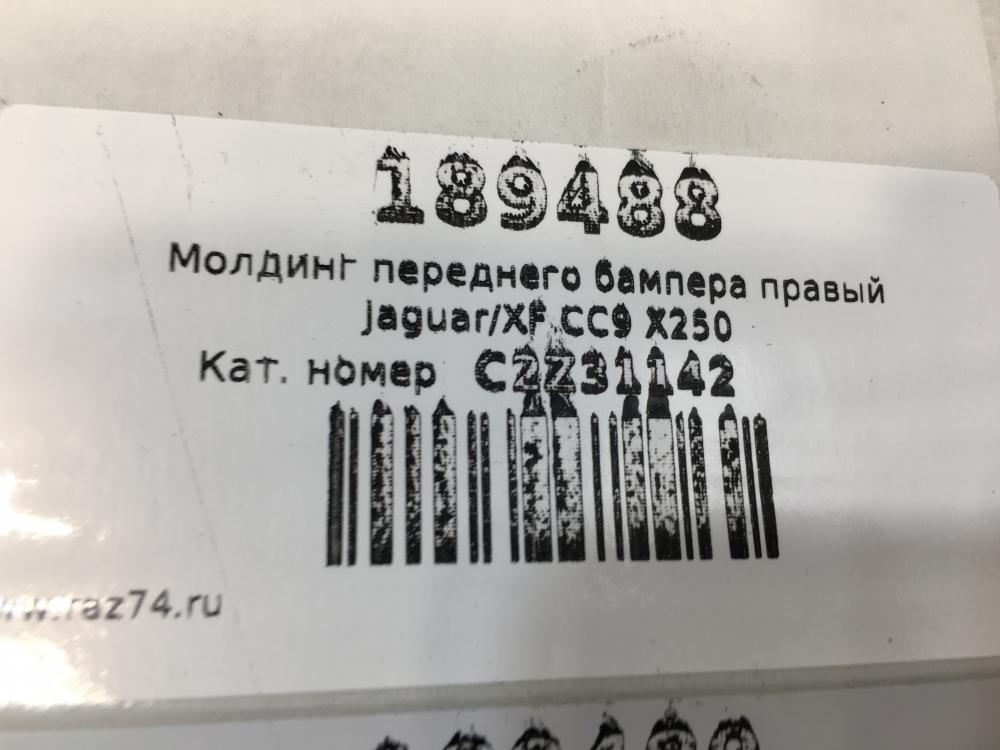 189488
Молдинг переднего бампера правый
Jaguar/XF CC9 X250
Кат. номер C2Z31142
www.raz74.ru